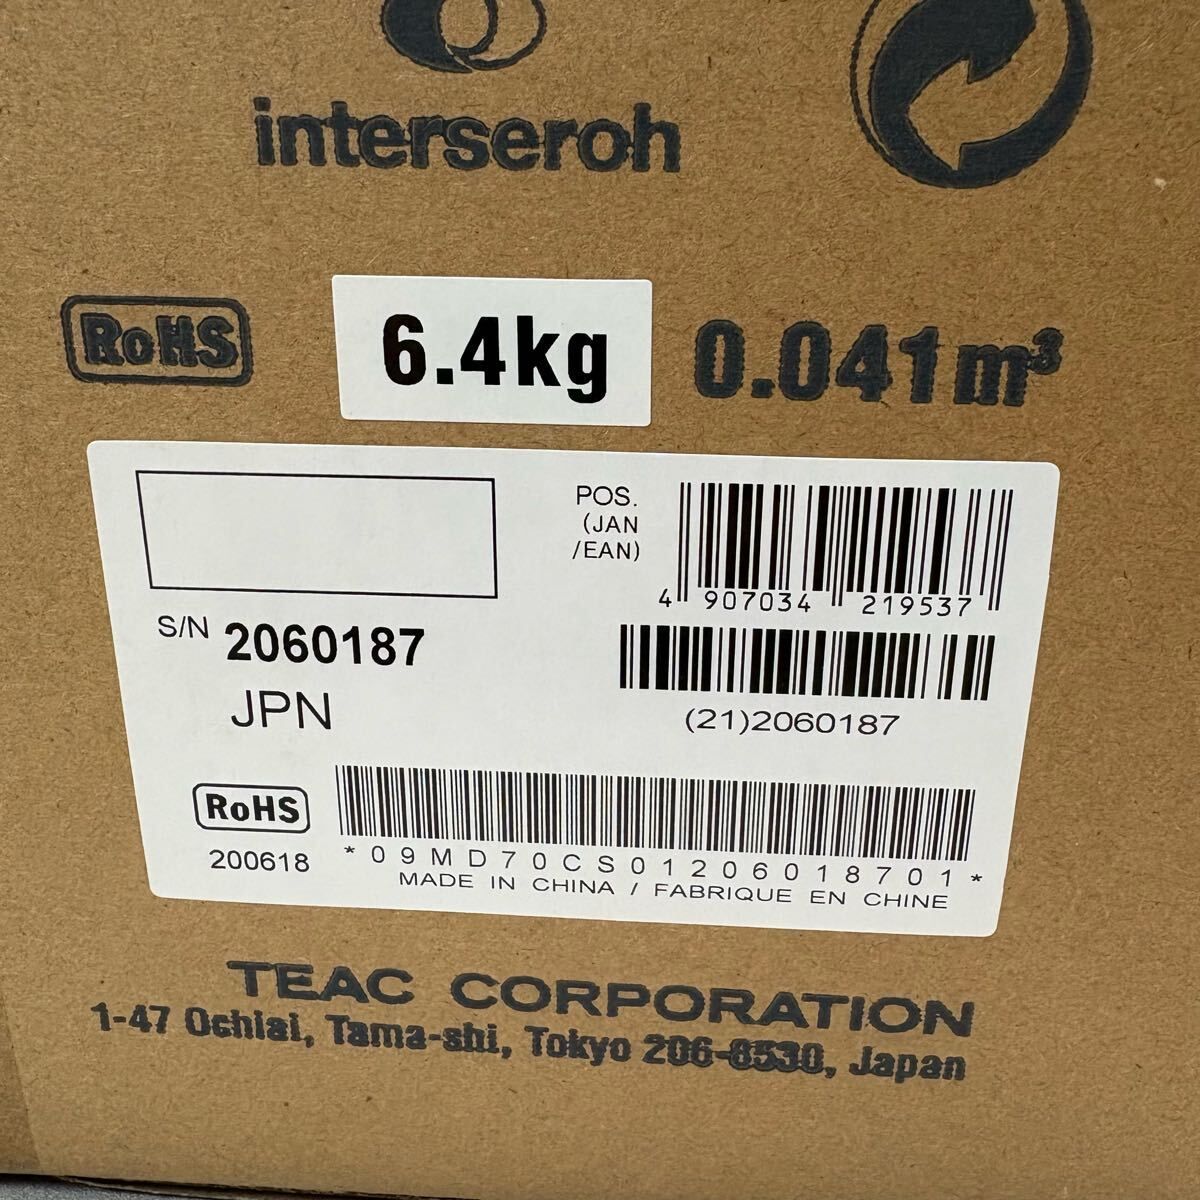 interseroh
RoHS
6.4kg
0.041m³
POS.
(JAN
/EAN)
4 907034 219537
S/N 2060187
JPN
(21)2060187
RoHS
200618
*09MD70CS01206018701*
MADE IN CHINA / FABRIQUE EN CHINE
TEAC CORPORATION
1-47 Ochiai, Tama-shi, Tokyo 206-8530, Japan